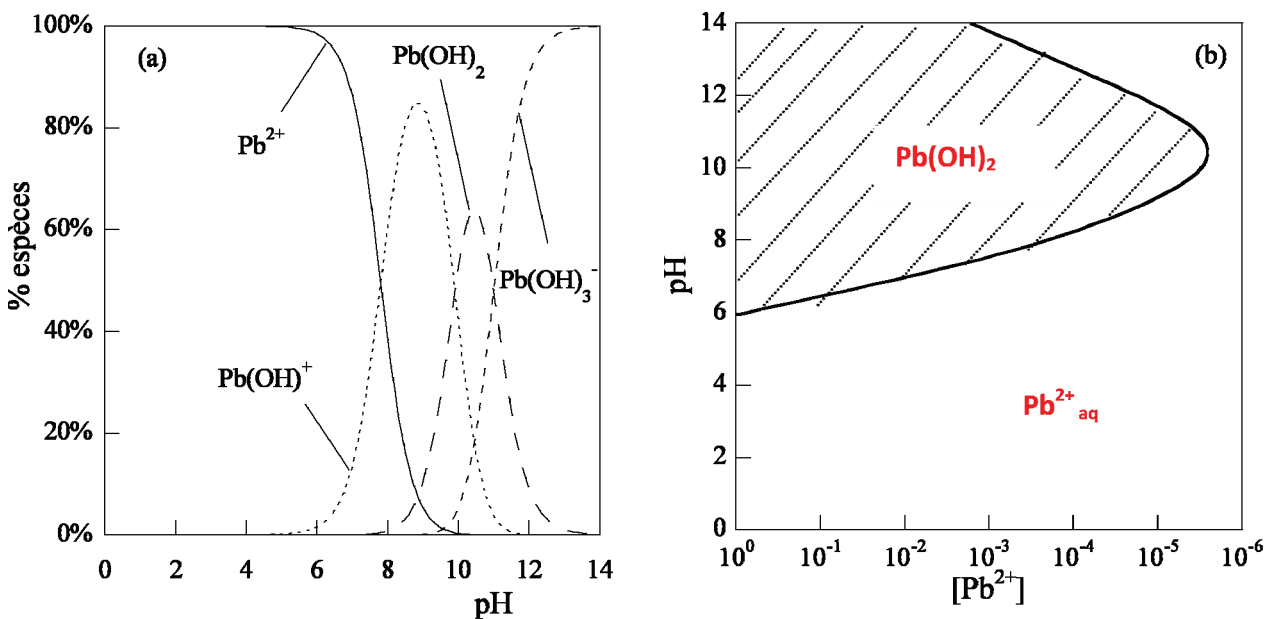 (a)
% espèces
100%
80%
60%
40%
20%
0%
Pb²⁺
Pb(OH)₂
Pb(OH)₃⁻
Pb(OH)⁺
0 2 4 6 8 10 12 14
pH
(b)
pH
14
12
10
8
6
4
2
0
Pb(OH)₂
Pb²⁺ aq
10⁰ 10⁻¹ 10⁻² 10⁻³ 10⁻⁴ 10⁻⁵ 10⁻⁶
[Pb²⁺]